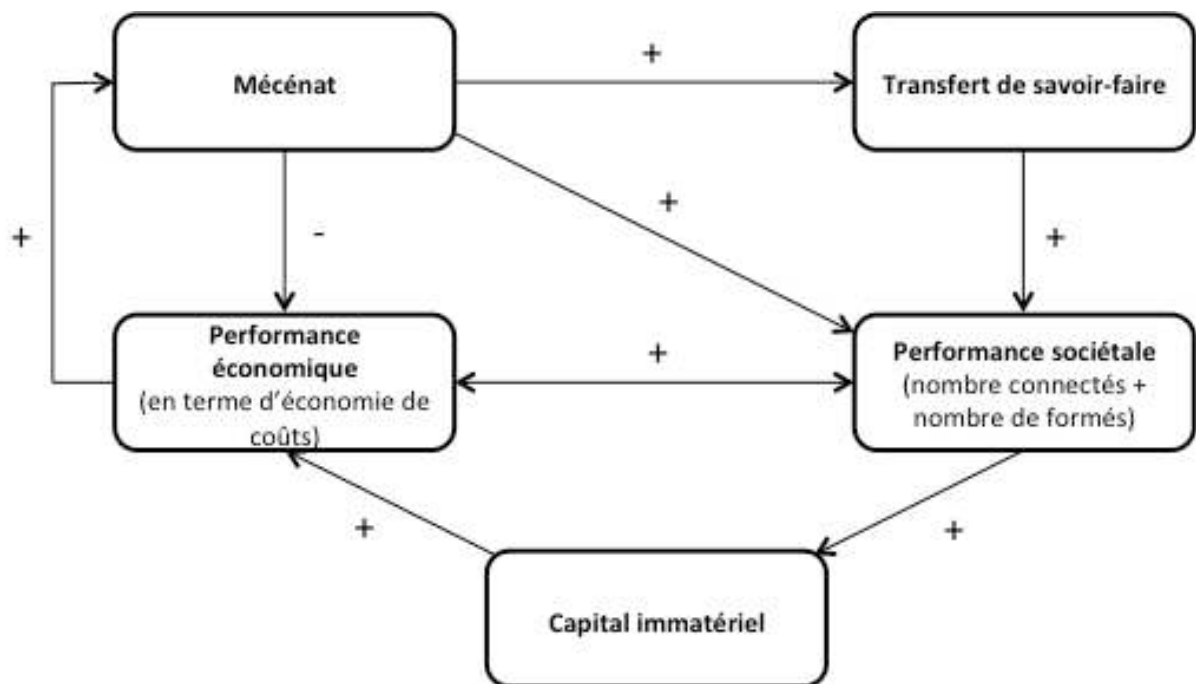 Mécénat
+
Transfert de savoir-faire
+
+
-
+
Performance
économique
(en terme d'économie de
coûts)
+
Performance sociétale
(nombre connectés +
nombre de formés)
+
+
Capital immatériel